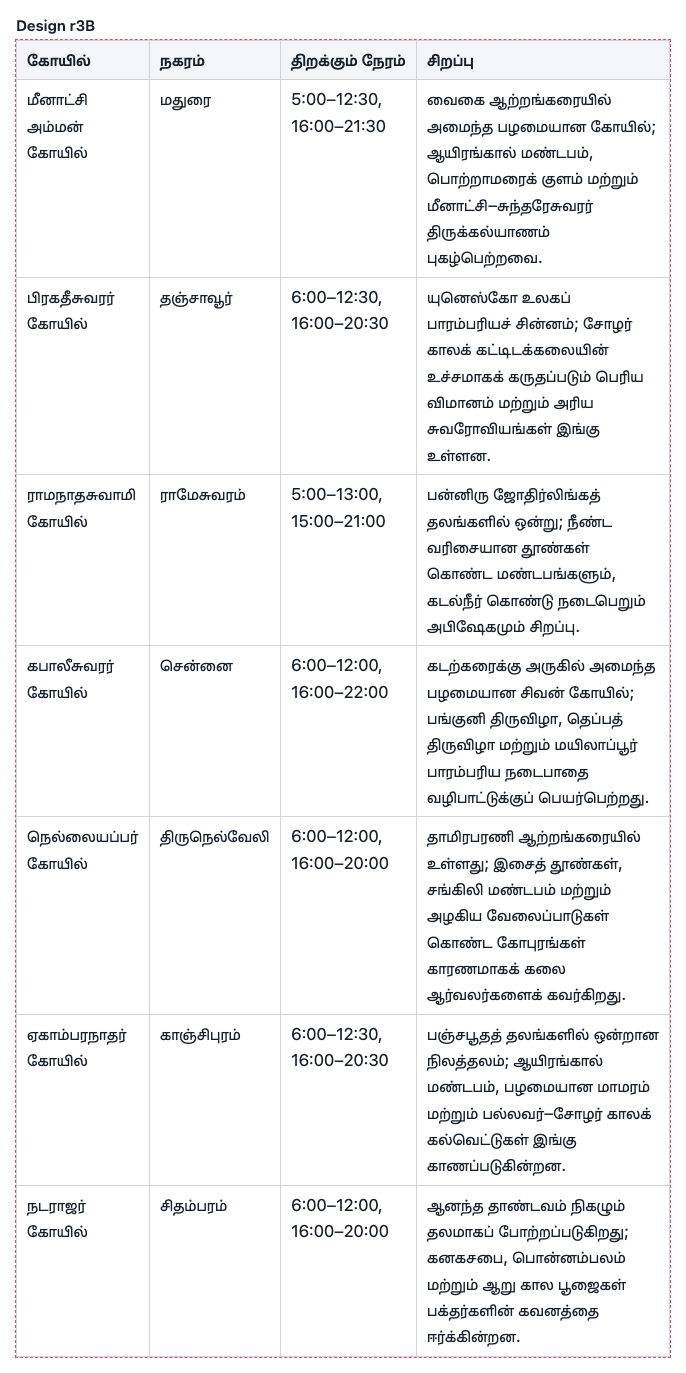 Design r3B
கோயில் நகரம் திறக்கும் நேரம் சிறப்பு
மீனாட்சி
அம்மன்
கோயில்
மதுரை
5:00–12:30,
16:00–21:30
வைகை ஆற்றங்கரையில்
அமைந்த பழமையான கோயில்;
ஆயிரங்கால் மண்டபம்,
பொற்றாமரைக் குளம் மற்றும்
மீனாட்சி–சுந்தரேசுவரர்
திருக்கல்யாணம்
புகழ்பெற்றவை.
பிரகதீசுவரர்
கோயில்
தஞ்சாவூர்
6:00–12:30,
16:00–20:30
யுனெஸ்கோ உலகப்
பாரம்பரியச் சின்னம்; சோழர்
காலக் கட்டிடக்கலையின்
உச்சமாகக் கருதப்படும் பெரிய
விமானம் மற்றும் அரிய
சுவரோவியங்கள் இங்கு
உள்ளன.
ராமநாதசுவாமி
கோயில்
ராமேசுவரம்
5:00–13:00,
15:00–21:00
பன்னிரு ஜோதிர்லிங்கத்
தலங்களில் ஒன்று; நீண்ட
வரிசையான தூண்கள்
கொண்ட மண்டபங்களும்,
கடல்நீர் கொண்டு நடைபெறும்
அபிஷேகமும் சிறப்பு.
கபாலீசுவரர்
கோயில்
சென்னை
6:00–12:00,
16:00–22:00
கடற்கரைக்கு அருகில் அமைந்த
பழமையான சிவன் கோயில்;
பங்குனி திருவிழா, தெப்பத்
திருவிழா மற்றும் மயிலாப்பூர்
பாரம்பரிய நடைபாதை
வழிபாட்டுக்குப் பெயர்பெற்றது.
நெல்லையப்பர்
கோயில்
திருநெல்வேலி
6:00–12:00,
16:00–20:00
தாமிரபரணி ஆற்றங்கரையில்
உள்ளது; இசைத் தூண்கள்,
சங்கிலி மண்டபம் மற்றும்
அழகிய வேலைப்பாடுகள்
கொண்ட கோபுரங்கள்
காரணமாகக் கலை
ஆர்வலர்களைக் கவர்கிறது.
ஏகாம்பரநாதர்
கோயில்
காஞ்சிபுரம்
6:00–12:30,
16:00–20:30
பஞ்சபூதத் தலங்களில் ஒன்றான
நிலத்தலம்; ஆயிரங்கால்
மண்டபம், பழமையான மாமரம்
மற்றும் பல்லவர்–சோழர் காலக்
கல்வெட்டுகள் இங்கு
காணப்படுகின்றன.
நடராஜர்
கோயில்
சிதம்பரம்
6:00–12:00,
16:00–20:00
ஆனந்த தாண்டவம் நிகழும்
தலமாகப் போற்றப்படுகிறது;
கனகசபை, பொன்னம்பலம்
மற்றும் ஆறு கால பூஜைகள்
பக்தர்களின் கவனத்தை
ஈர்க்கின்றன.